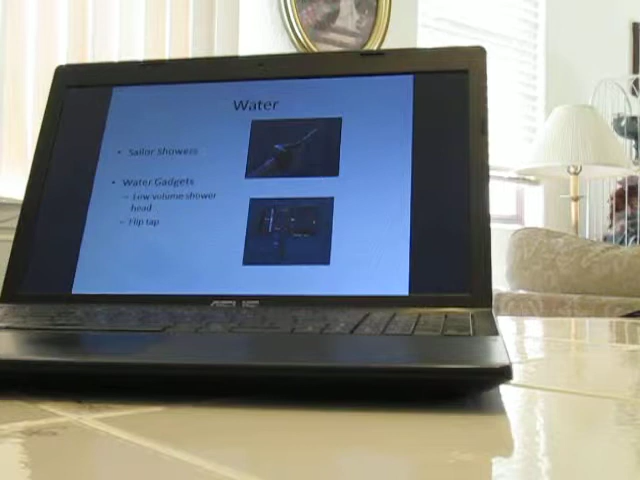 Water
• Sailor Showers
• Water Gadgets
– Low volume shower
head
– Flip tap
ASUS